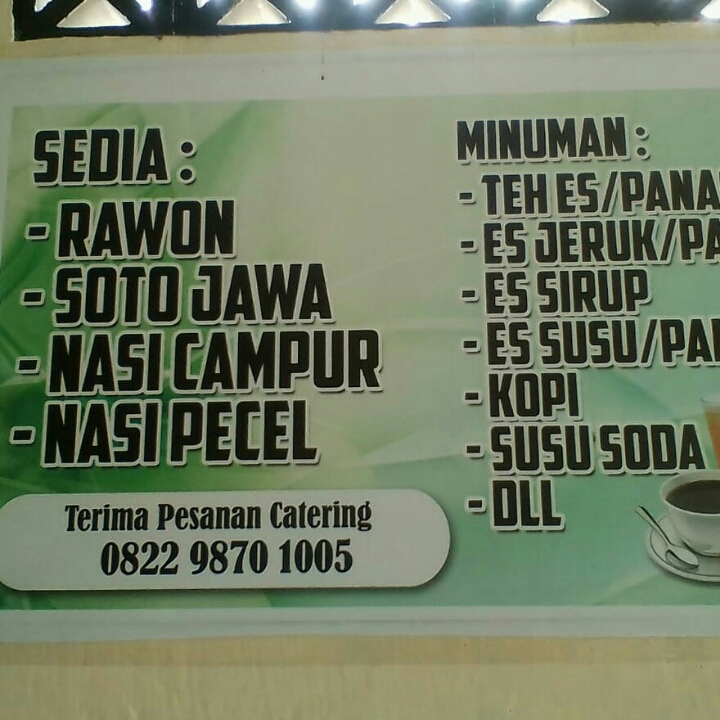 SEDIA :
- RAWON
- SOTO JAWA
- NASI CAMPUR
- NASI PECEL
Terima Pesanan Catering
0822 9870 1005
MINUMAN :
- TEH ES/PANA
- ES JERUK/PA
- ES SIRUP
- ES SUSU/PA
- KOPI
- SUSU SODA
- DLL